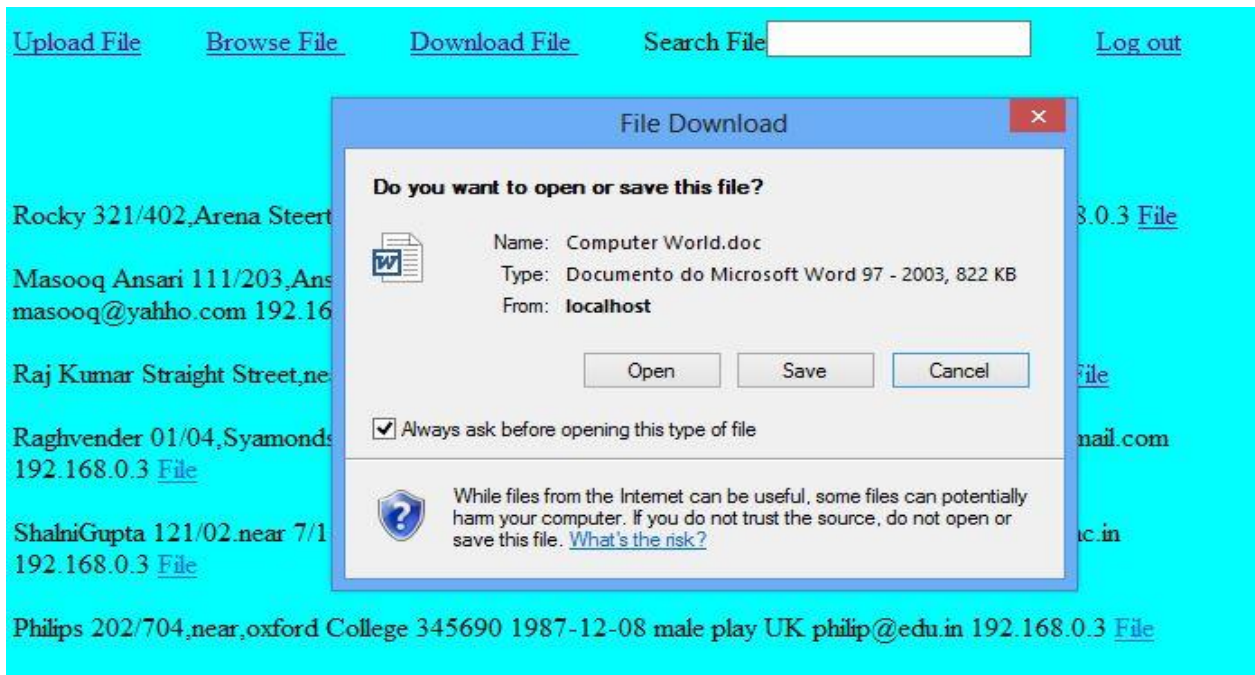 Upload File Browse File Download File Search File Log out
File Download
Do you want to open or save this file?
Name: Computer World.doc
Type: Documento do Microsoft Word 97 - 2003, 822 KB
From: localhost
Open Save Cancel
Always ask before opening this type of file
While files from the Internet can be useful, some files can potentially
harm your computer. If you do not trust the source, do not open or
save this file. What's the risk?
Rocky 321/402,Arena Steert 8.0.3 File
Masooq Ansari 111/203,Ans
masooq@yahho.com 192.16
Raj Kumar Straight Street,ne File
Raghvender 01/04,Syamonds mail.com
192.168.0.3 File
ShalniGupta 121/02.near 7/1 ac.in
192.168.0.3 File
Philips 202/704,near,oxford College 345690 1987-12-08 male play UK philip@edu.in 192.168.0.3 File